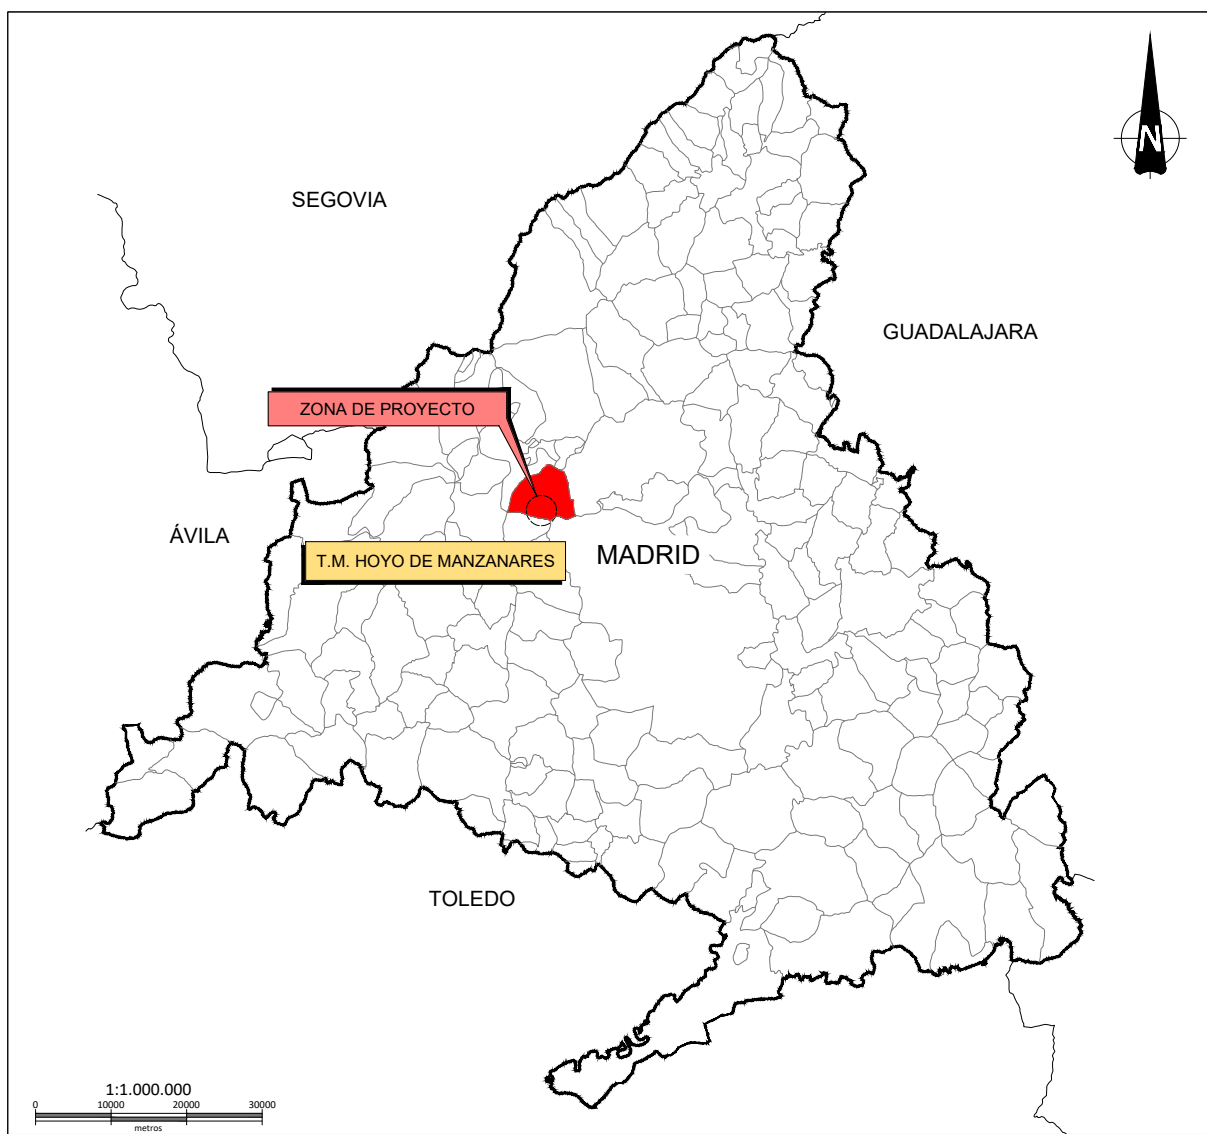 N
SEGOVIA
GUADALAJARA
ZONA DE PROYECTO
ÁVILA
T.M. HOYO DE MANZANARES
MADRID
TOLEDO
1:1.000.000
0 10000 20000 30000
metros